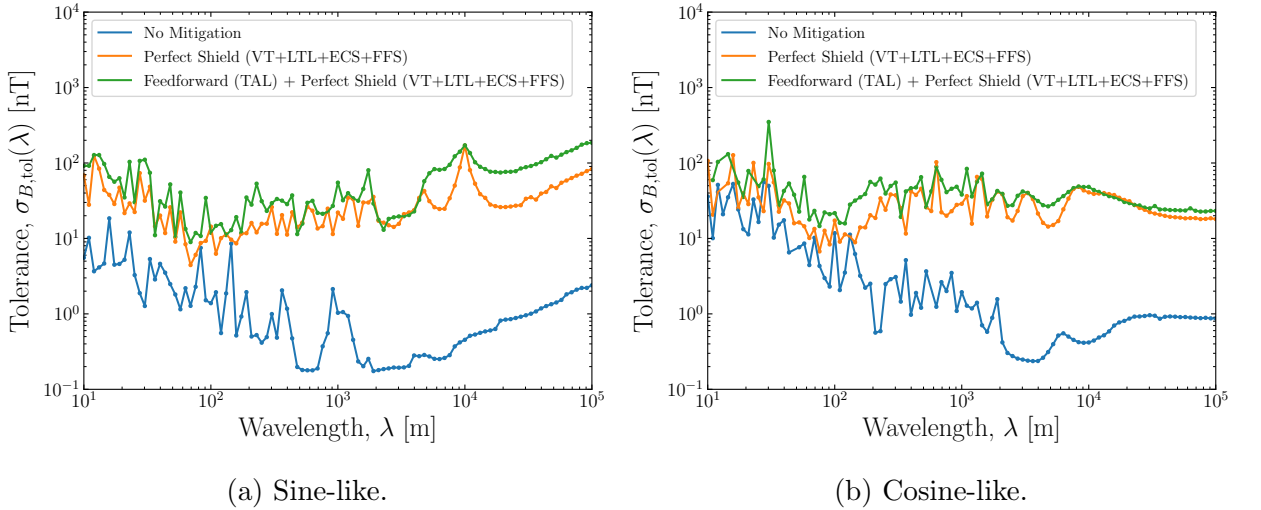 No Mitigation
Perfect Shield (VT+LTL+ECS+FFS)
Feedforward (TAL) + Perfect Shield (VT+LTL+ECS+FFS)
Tolerance, σ_{B,tol}(λ) [nT]
10^4
10^3
10^2
10^1
10^0
10^{−1}
10^1 10^2 10^3 10^4 10^5
Wavelength, λ [m]
(a) Sine-like.
No Mitigation
Perfect Shield (VT+LTL+ECS+FFS)
Feedforward (TAL) + Perfect Shield (VT+LTL+ECS+FFS)
Tolerance, σ_{B,tol}(λ) [nT]
10^4
10^3
10^2
10^1
10^0
10^{−1}
10^1 10^2 10^3 10^4 10^5
Wavelength, λ [m]
(b) Cosine-like.